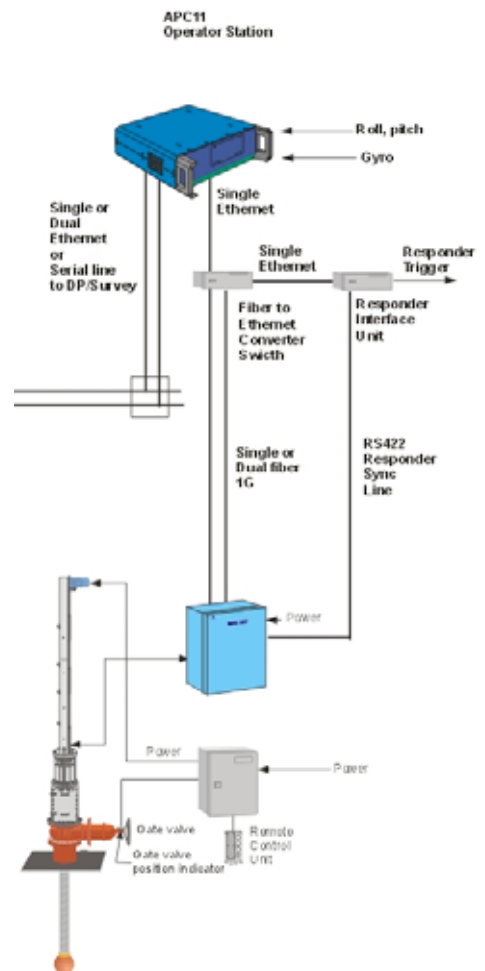 APC11
Operator Station
Roll, pitch
Gyro
Single
Ethernet
Single or
Dual
Ethernet
or
Serial line
to DP/Survey
Single
Ethernet
Responder
Trigger
Fiber to
Ethernet
Converter
Swicth
Responder
Interface
Unit
Single or
Dual fiber
1G
RS422
Responder
Sync
Line
Power
Power
Power
Gate valve
Gate valve
position indicator
Remote
Control
Unit